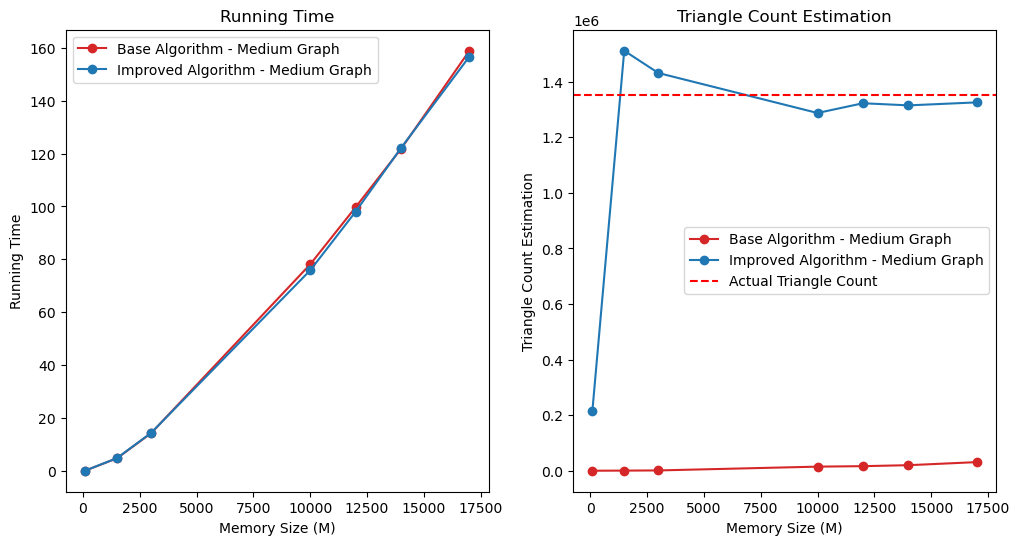 Running Time
Base Algorithm - Medium Graph
Improved Algorithm - Medium Graph
160
140
120
100
80
60
40
20
0
Running Time
0 2500 5000 7500 10000 12500 15000 17500
Memory Size (M)
Triangle Count Estimation
1e6
1.4
1.2
1.0
0.8
0.6
0.4
0.2
0.0
Triangle Count Estimation
Base Algorithm - Medium Graph
Improved Algorithm - Medium Graph
Actual Triangle Count
0 2500 5000 7500 10000 12500 15000 17500
Memory Size (M)